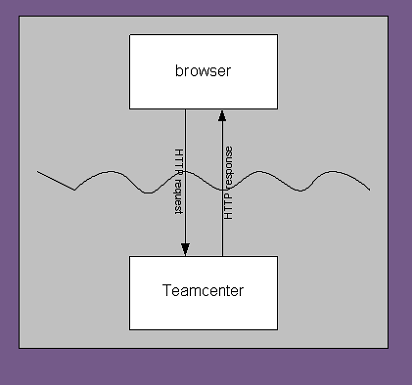 browser
HTTP request
HTTP response
Teamcenter